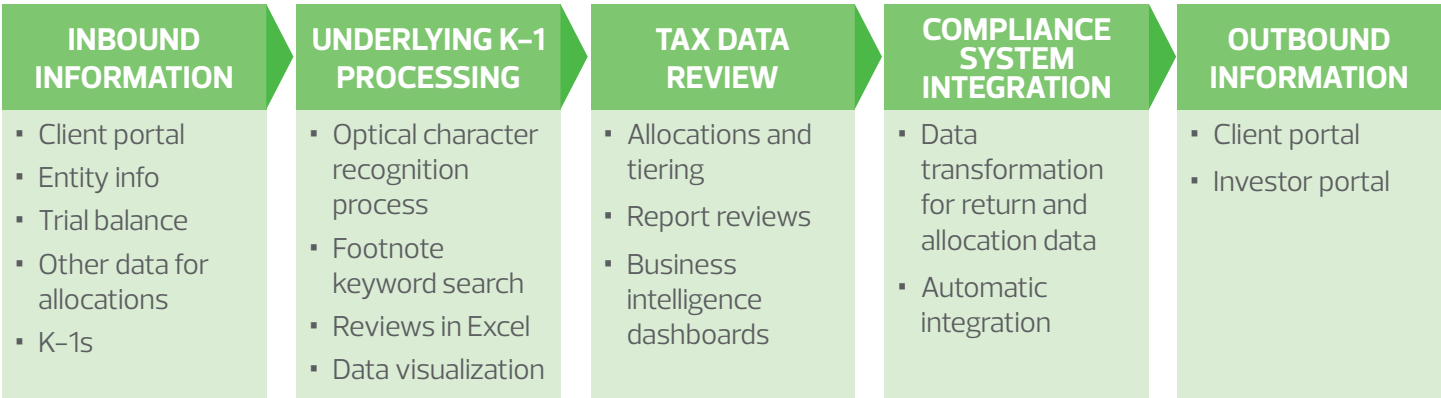 INBOUND
INFORMATION
▪ Client portal
▪ Entity info
▪ Trial balance
▪ Other data for
allocations
▪ K–1s
UNDERLYING K–1
PROCESSING
▪ Optical character
recognition
process
▪ Footnote
keyword search
▪ Reviews in Excel
▪ Data visualization
TAX DATA
REVIEW
▪ Allocations and
tiering
▪ Report reviews
▪ Business
intelligence
dashboards
COMPLIANCE
SYSTEM
INTEGRATION
▪ Data
transformation
for return and
allocation data
▪ Automatic
integration
OUTBOUND
INFORMATION
▪ Client portal
▪ Investor portal